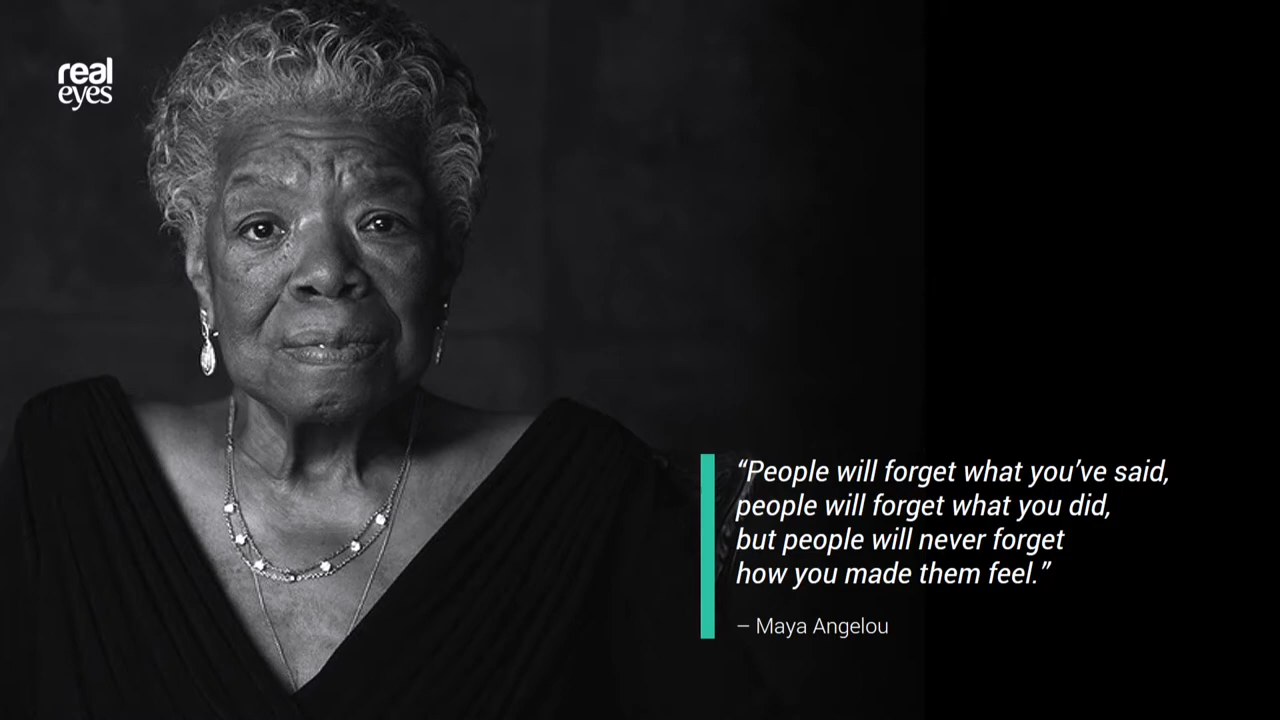 real
eyes
“People will forget what you’ve said,
people will forget what you did,
but people will never forget
how you made them feel.”
– Maya Angelou